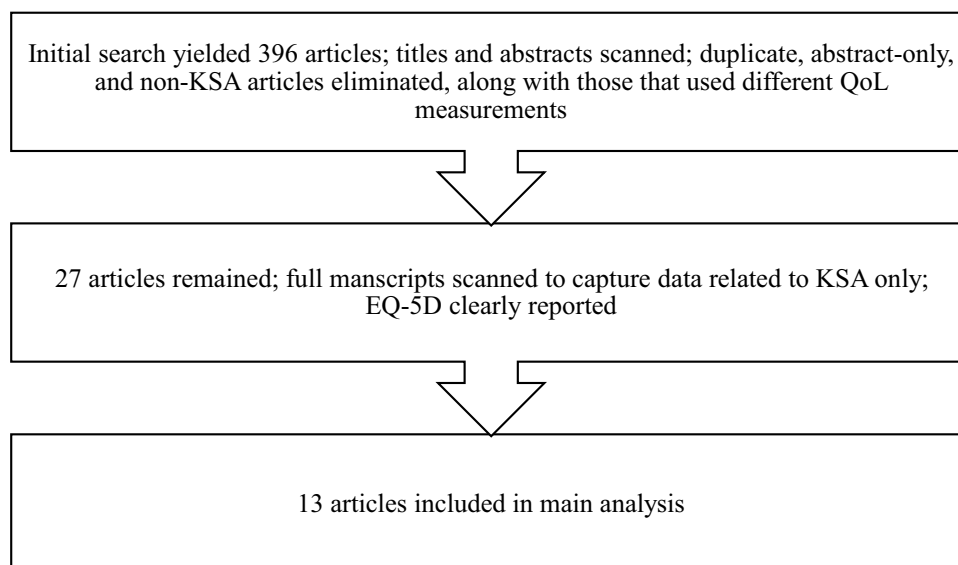 Initial search yielded 396 articles; titles and abstracts scanned; duplicate, abstract-only,
and non-KSA articles eliminated, along with those that used different QoL
measurements
27 articles remained; full manscripts scanned to capture data related to KSA only;
EQ-5D clearly reported
13 articles included in main analysis